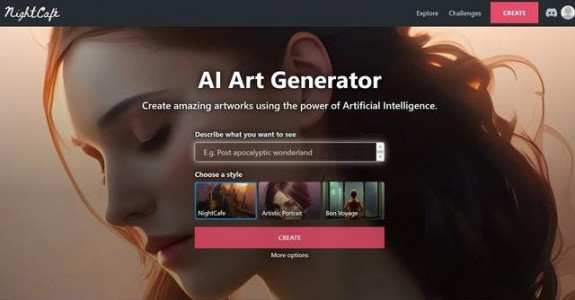 NightCafe
Explore
Challenges
CREATE
AI Art Generator
Create amazing artworks using the power of Artificial Intelligence.
Describe what you want to see
E.g. Post apocalyptic wonderland
Choose a style
NightCafe
Artistic Portrait
Bon Voyage
CREATE
More options